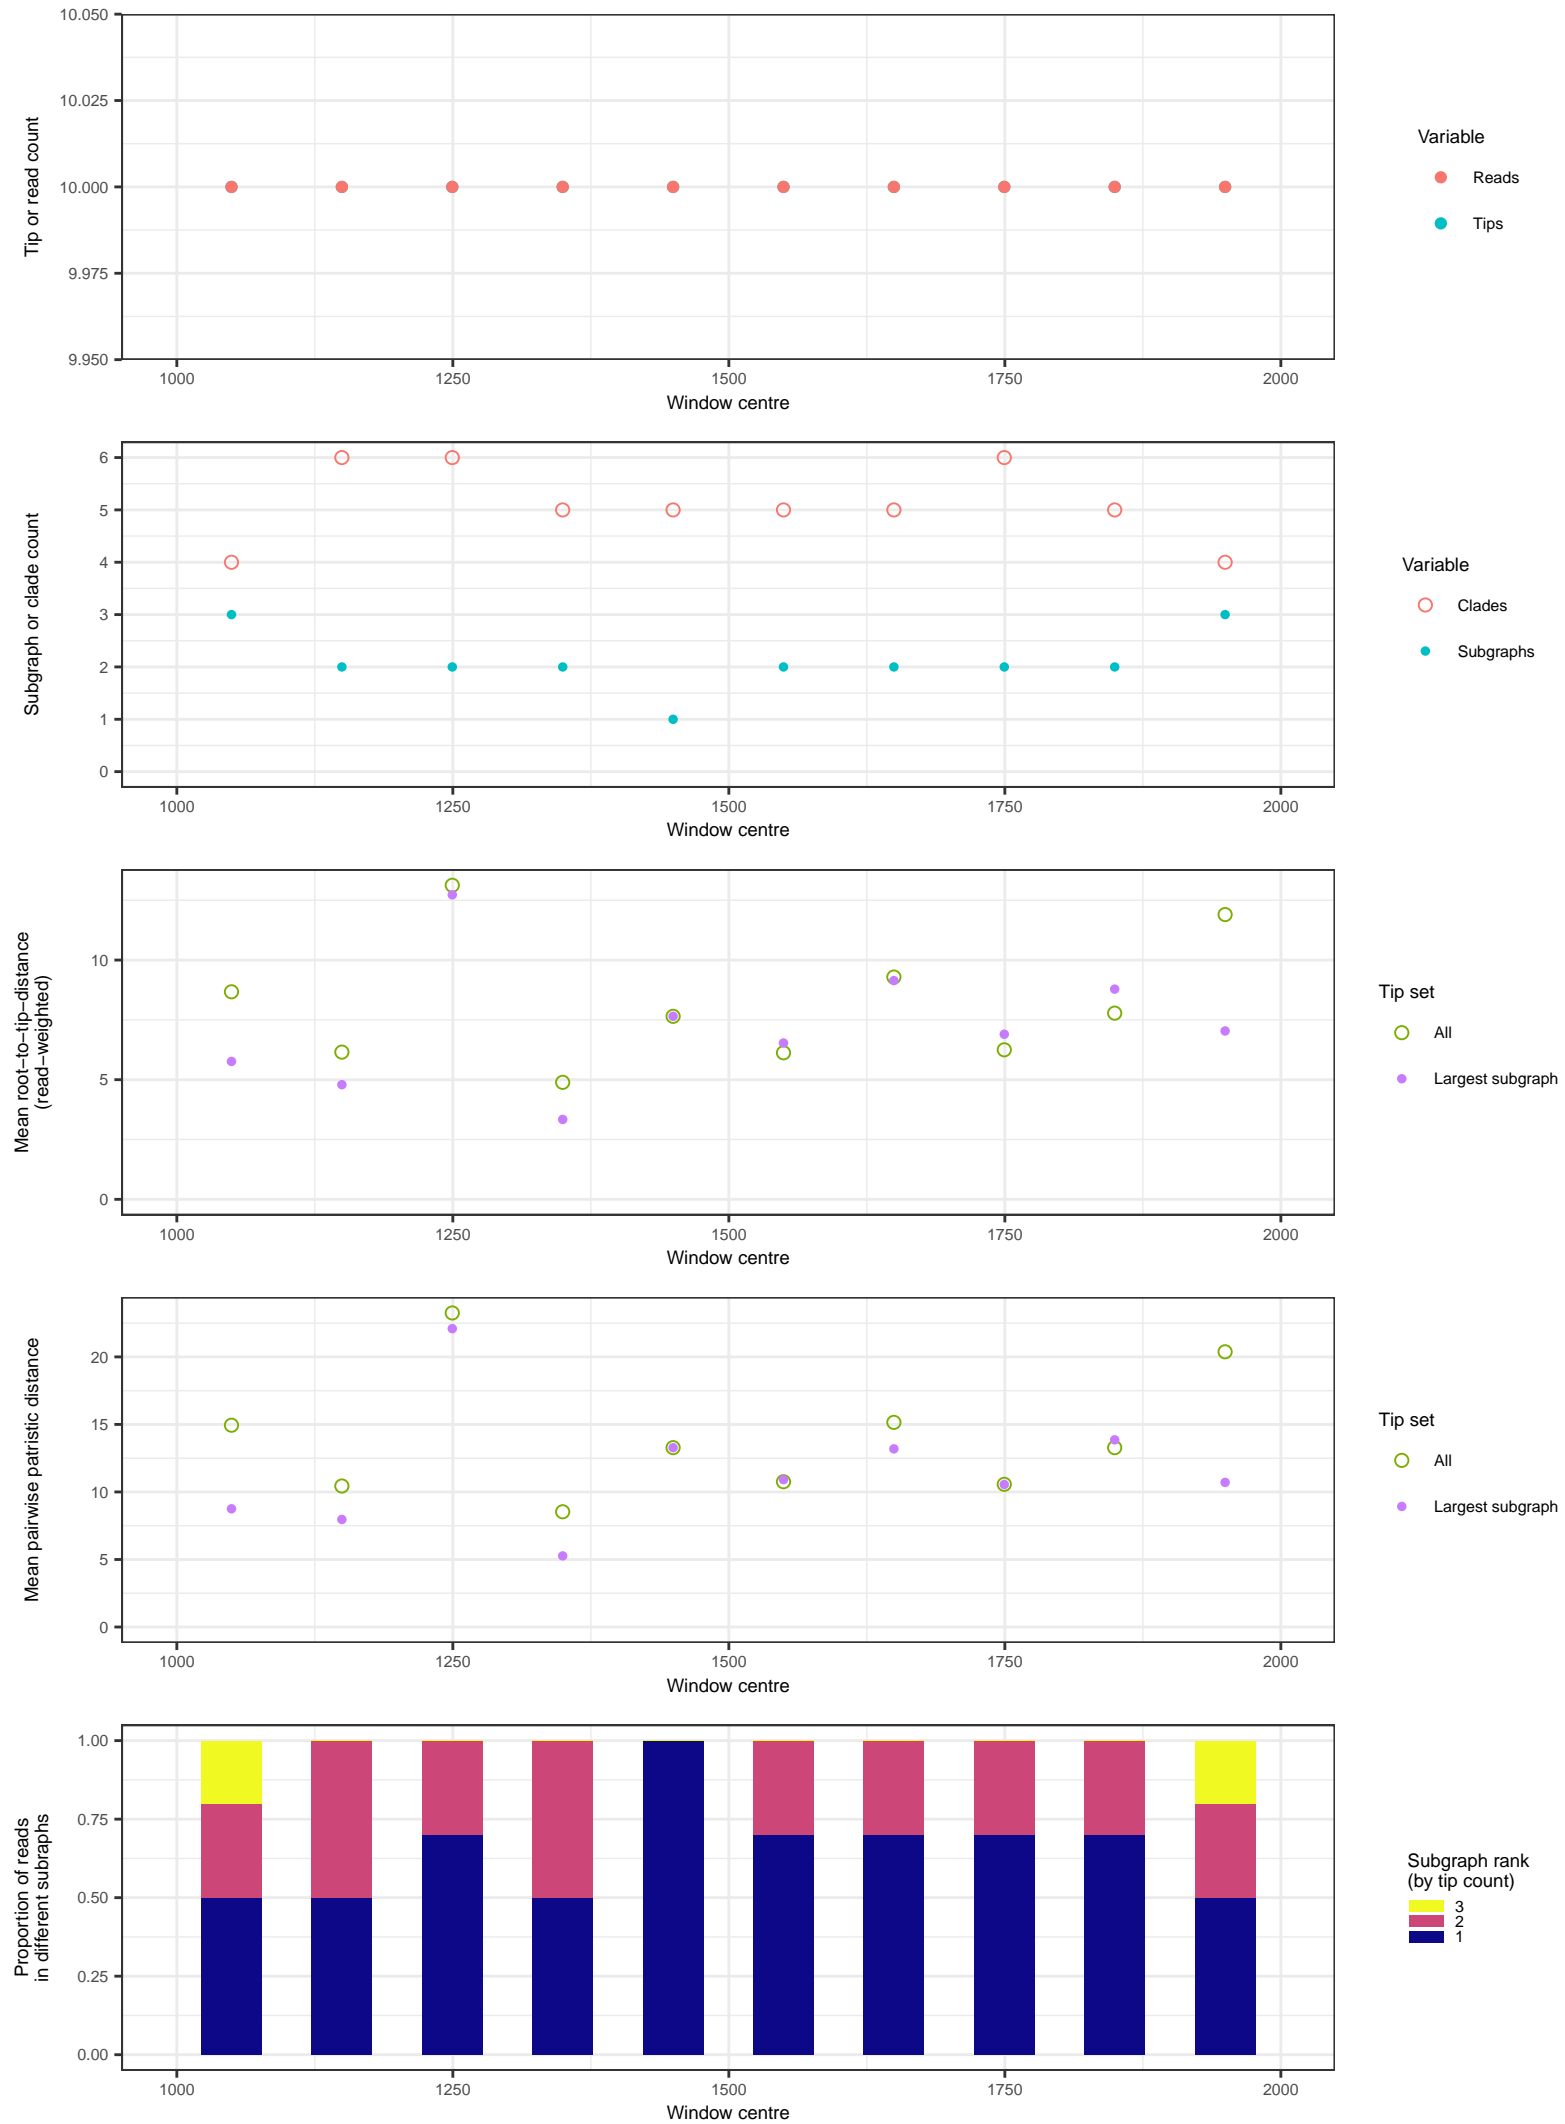 10.050
10.025
10.000
9.975
9.950
Tip or read count
1000 1250 1500 1750 2000
Window centre
Variable
Reads
Tips
6
5
4
3
2
1
0
Subgraph or clade count
1000 1250 1500 1750 2000
Window centre
Variable
Clades
Subgraphs
10
5
0
Mean root−to−tip−distance
(read−weighted)
1000 1250 1500 1750 2000
Window centre
Tip set
All
Largest subgraph
20
15
10
5
0
Mean pairwise patristic distance
1000 1250 1500 1750 2000
Window centre
Tip set
All
Largest subgraph
1.00
0.75
0.50
0.25
0.00
Proportion of reads
in different subraphs
1000 1250 1500 1750 2000
Window centre
Subgraph rank
(by tip count)
3
2
1